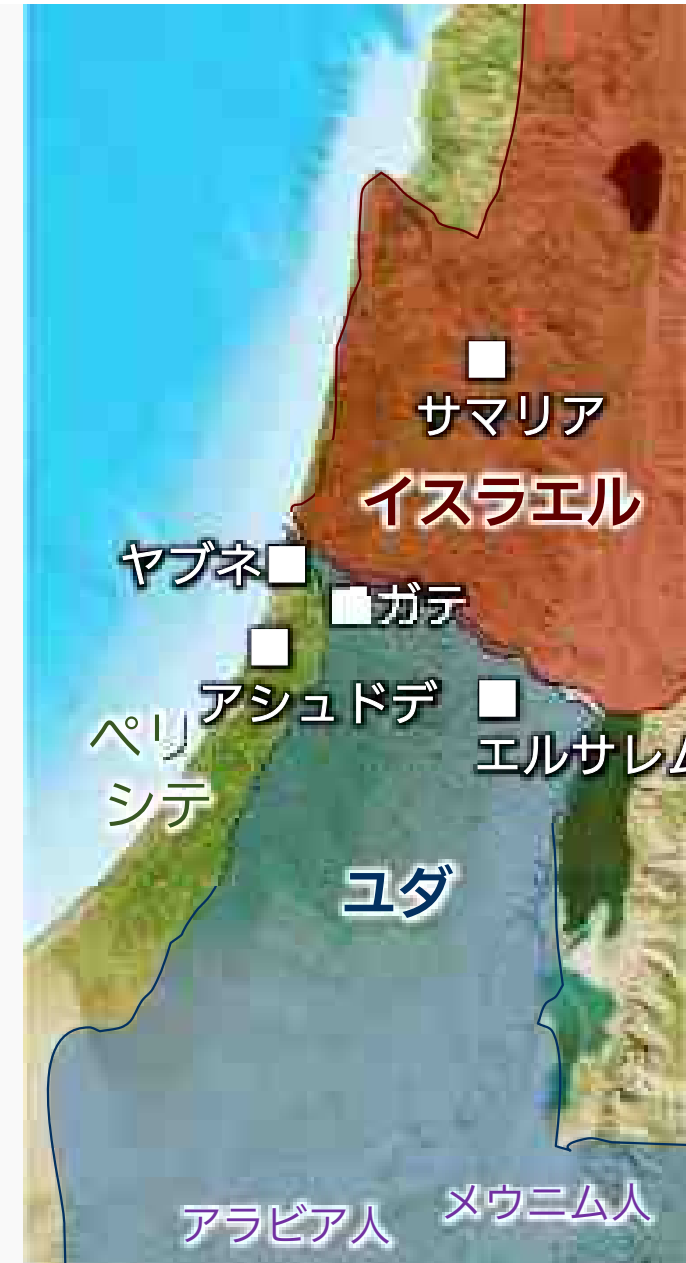 サマリア
イスラエル
ヤブネ
ガテ
アシュドデ
ペリ
シテ
エルサレム
ユダ
メウニム人
アラビア人